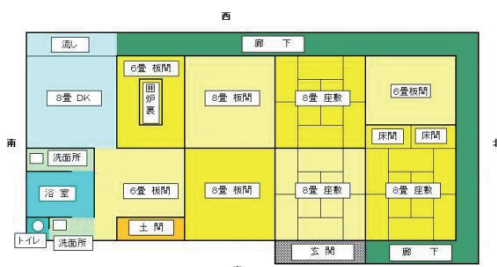 西
流し
廊 下
6畳 板間
8畳 DK
囲炉裏
8畳 板間
8畳 座敷
6畳板間
床間
床間
南
洗面所
浴 室
6畳 板間
8畳 板間
8畳 座敷
8畳 座敷
土 間
トイレ
洗面所
玄 関
廊 下